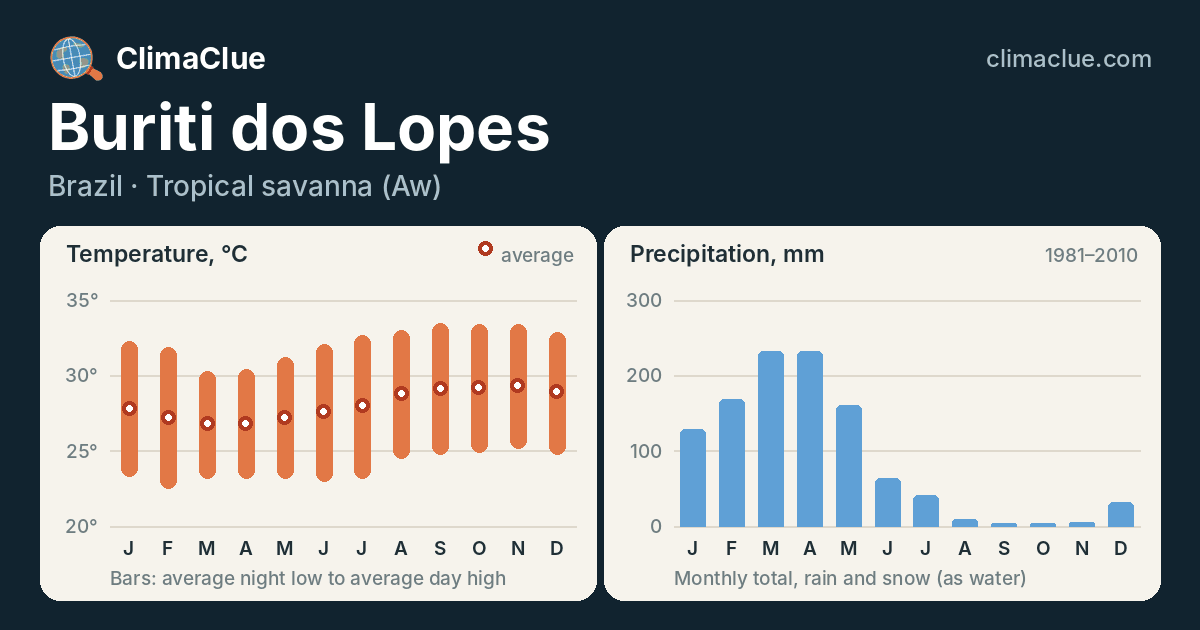 ClimaClue
climaclue.com
Buriti dos Lopes
Brazil · Tropical savanna (Aw)
Temperature, °C
average
35°
30°
25°
20°
J F M A M J J A S O N D
Bars: average night low to average day high
Precipitation, mm
1981–2010
300
200
100
0
J F M A M J J A S O N D
Monthly total, rain and snow (as water)